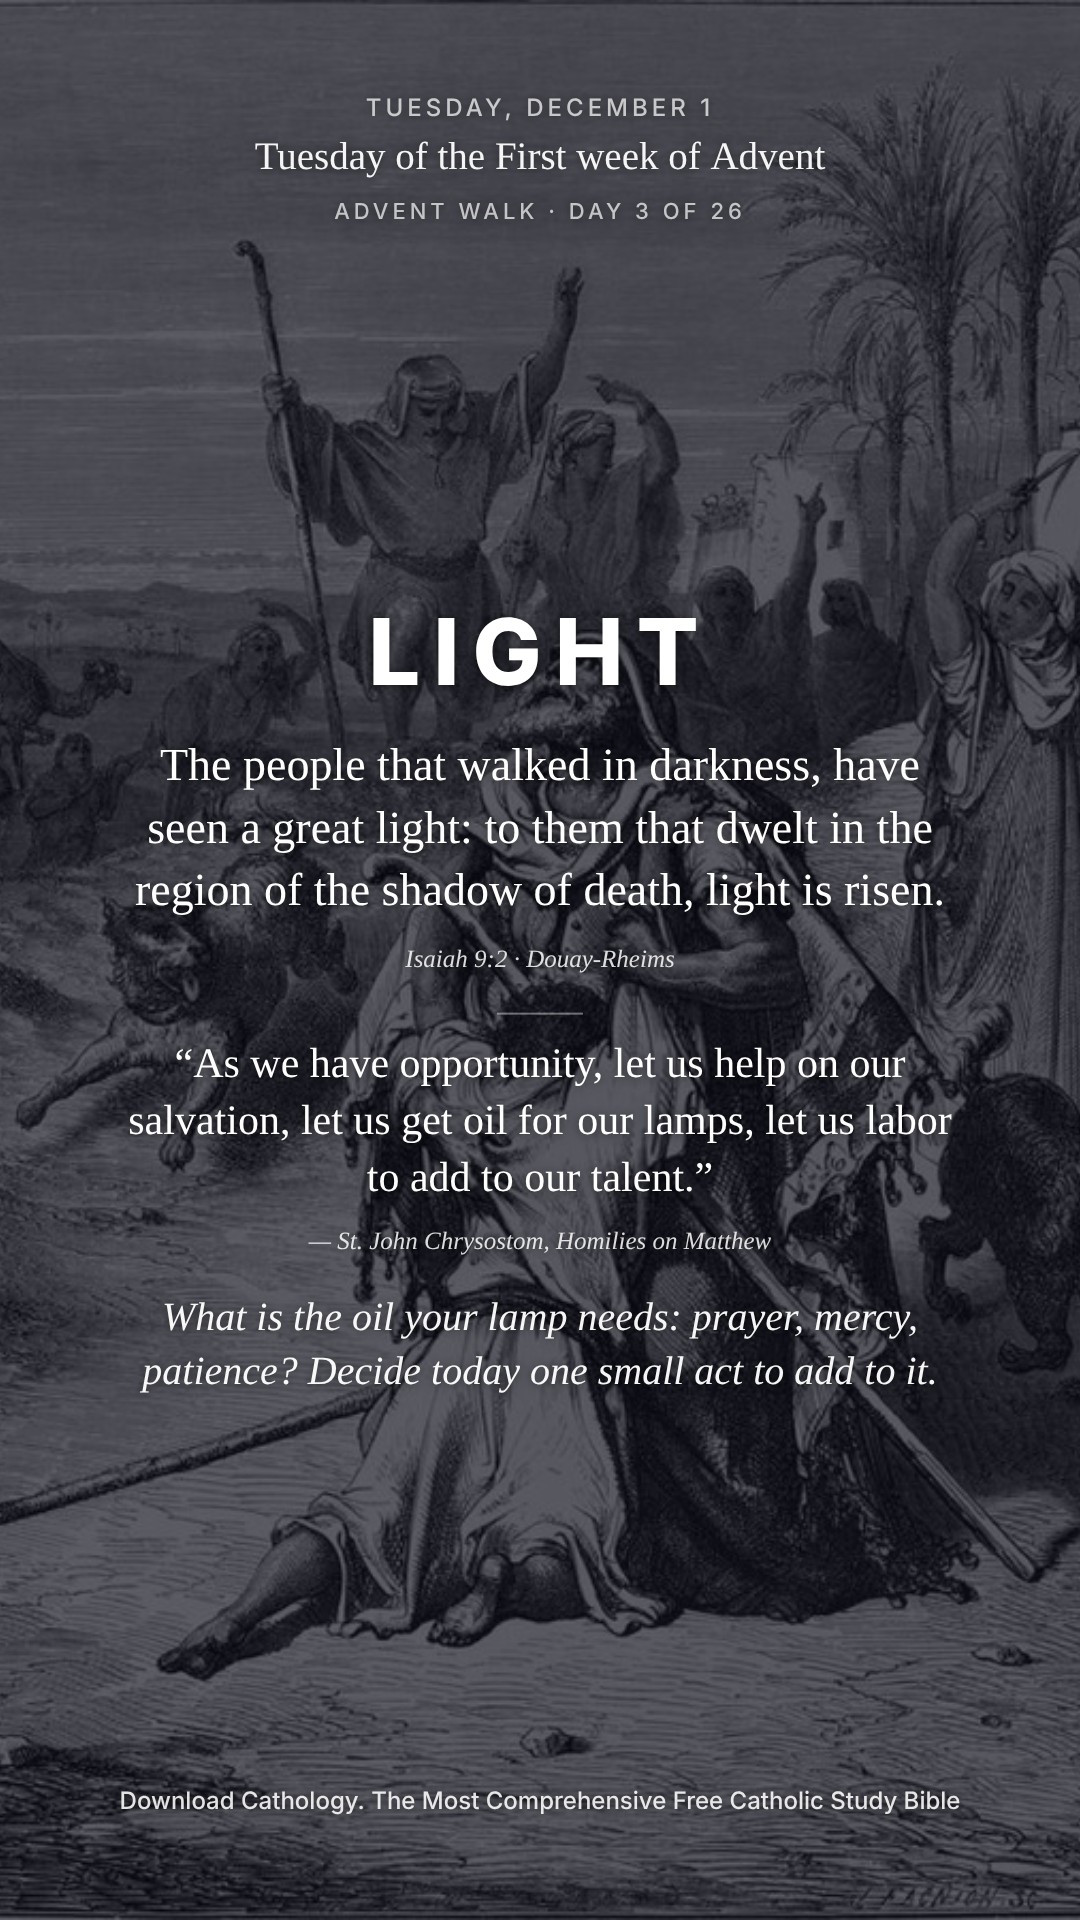 TUESDAY, DECEMBER 1
Tuesday of the First week of Advent
ADVENT WALK · DAY 3 OF 26
LIGHT
The people that walked in darkness, have
seen a great light: to them that dwelt in the
region of the shadow of death, light is risen.
Isaiah 9:2 · Douay-Rheims
“As we have opportunity, let us help on our
salvation, let us get oil for our lamps, let us labor
to add to our talent.”
— St. John Chrysostom, Homilies on Matthew
What is the oil your lamp needs: prayer, mercy,
patience? Decide today one small act to add to it.
Download Cathology. The Most Comprehensive Free Catholic Study Bible